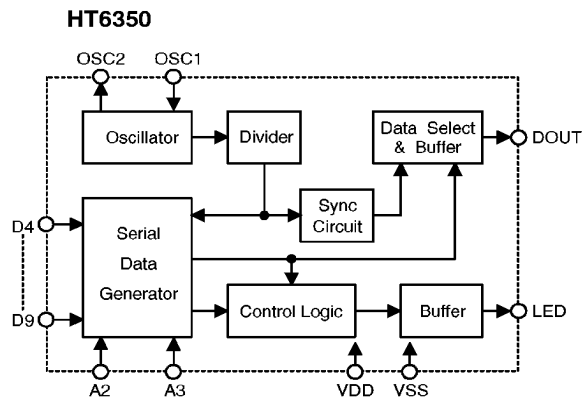 HT6350
OSC2 OSC1
Oscillator
Divider
Data Select
& Buffer
DOUT
Sync
Circuit
D4
Serial
Data
Generator
D9
Control Logic
Buffer
LED
A2 A3 VDD VSS